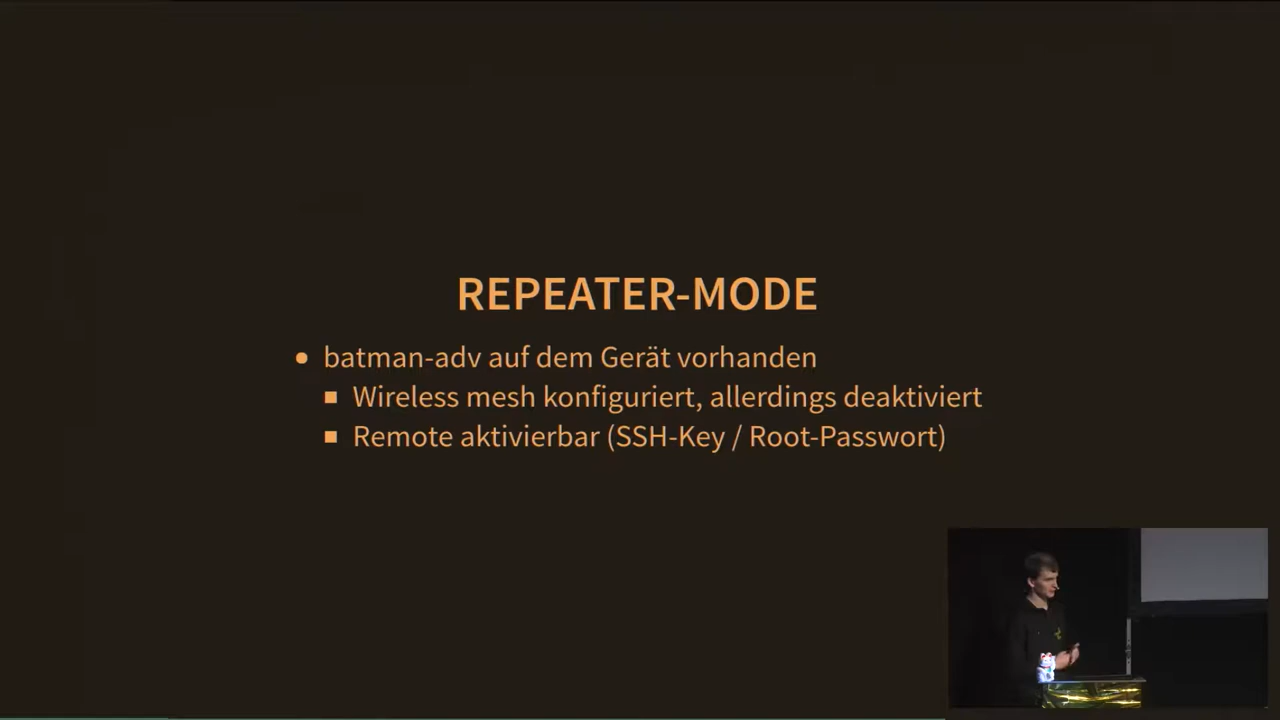 REPEATER-MODE
batman-adv auf dem Gerät vorhanden
Wireless mesh konfiguriert, allerdings deaktiviert
Remote aktivierbar (SSH-Key / Root-Passwort)